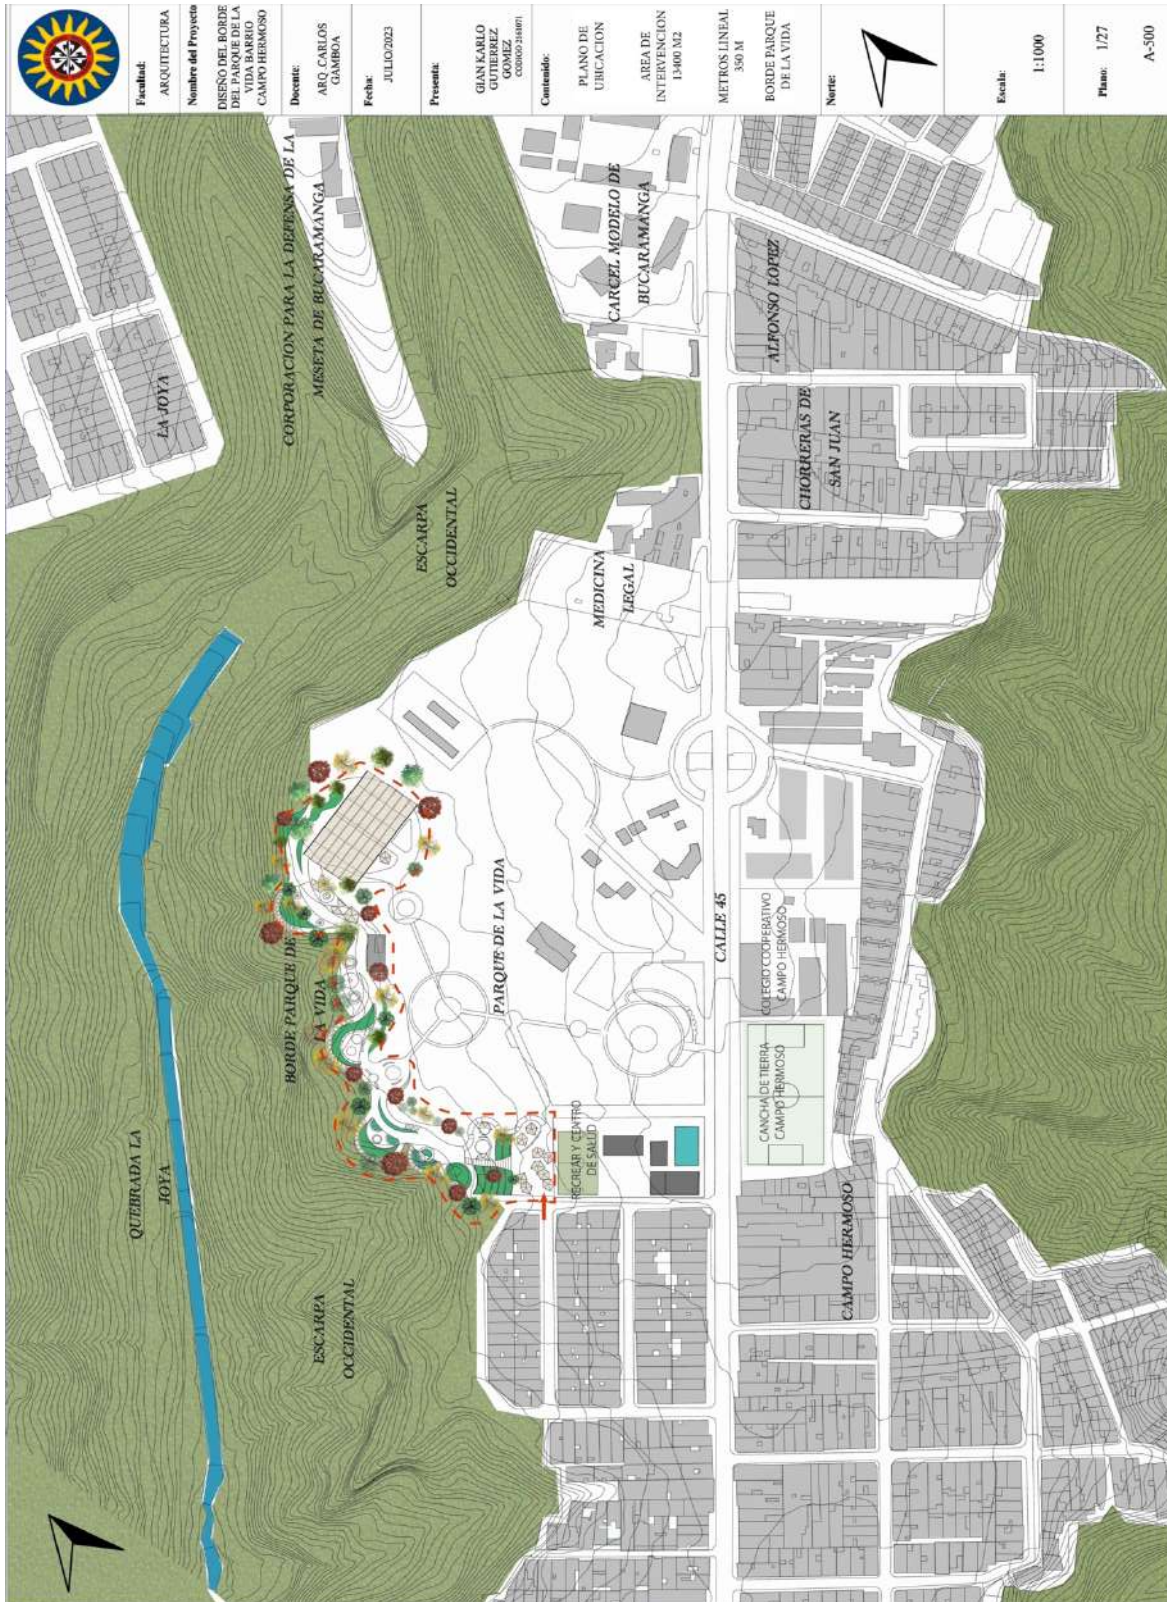 Facultad:
ARQUITECTURA
Nombre del Proyecto
DISEÑO DEL BORDE
DEL PARQUE DE LA
VIDA BARRIO
CAMPO HERMOSO
Docente:
ARQ. CARLOS
GAMBOA
Fecha:
JULIO/2023
Presenta:
GIAN KARLO
GUTIERREZ
GOMEZ
CODIGO 2161071
Contenido:
PLANO DE
UBICACION
AREA DE
INTERVENCION
13400 M2
METROS LINEAL
350 M
BORDE PARQUE
DE LA VIDA
Norte:
Escala:
1:1000
Plano: 1/27
A-500
LA JOYA
CORPORACION PARA LA DEFENSA DE LA
MESETA DE BUCARAMANGA
CARCEL MODELO DE
BUCARAMANGA
ALFONSO LOPEZ
CHORRERAS DE
SAN JUAN
ESCARPA
OCCIDENTAL
MEDICINA
LEGAL
QUEBRADA LA
JOYA
BORDE PARQUE DE
LA VIDA
PARQUE DE LA VIDA
CALLE 45
COLEGIO COOPERATIVO
CAMPO HERMOSO
CANCHA DE TIERRA
CAMPO HERMOSO
RECREAR Y CENTRO
DE SALUD
CAMPO HERMOSO
ESCARPA
OCCIDENTAL